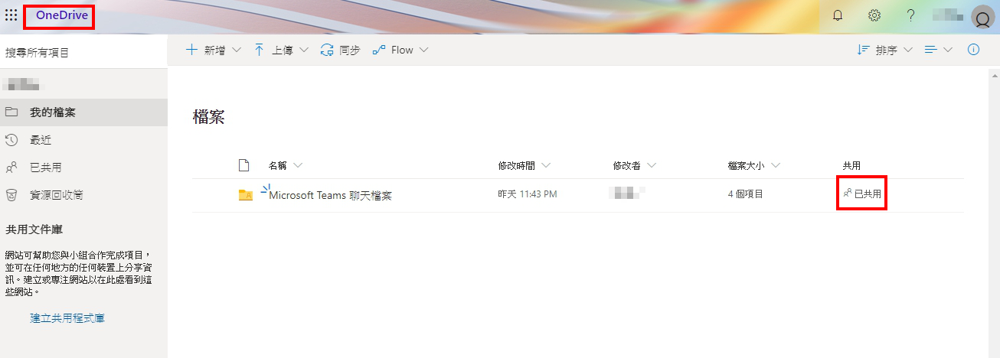 OneDrive
?
搜尋所有項目
新增 上傳 同步 Flow 排序
我的檔案
最近
已共用
資源回收筒
共用文件庫
網站可幫助您與小組合作完成項目，
並可在任何地方的任何裝置上分享資
訊。建立或專注網站以在此處看到這
些網站。
建立共用程式庫
檔案
名稱 修改時間 修改者 檔案大小 共用
Microsoft Teams 聊天檔案 昨天 11:43 PM 4 個項目 已共用